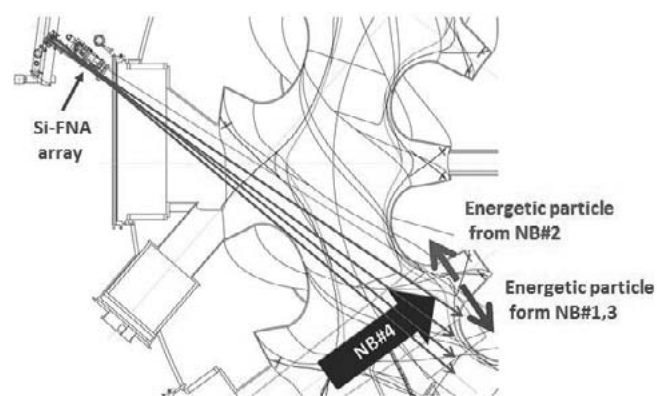 Si-FNA
array
Energetic particle
from NB#2
Energetic particle
form NB#1,3
NB#4